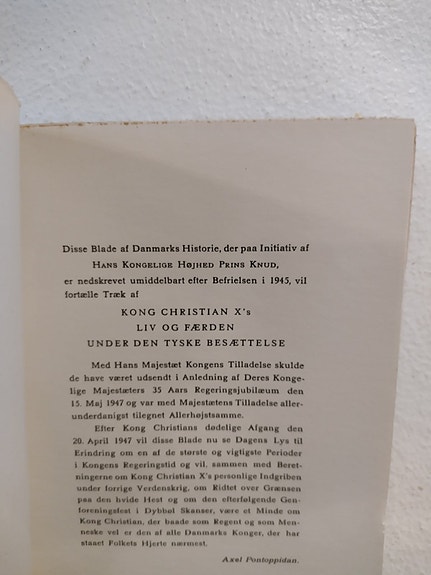 Disse Blade af Danmarks Historie, der paa Initiativ af
HANS KONGELIGE HØJHED PRINS KNUD,
er nedskrevet umiddelbart efter Befrielsen i 1945, vil
fortælle Træk af
KONG CHRISTIAN X's
LIV OG FÆRDEN
UNDER DEN TYSKE BESÆTTELSE
Med Hans Majestæt Kongens Tilladelse skulde
de have været udsendt i Anledning af Deres Konge-
lige Majestæters 35 Aars Regeringsjubilæum den
15. Maj 1947 og var med Majestætens Tilladelse aller-
underdanigst tilegnet Allerhøjstsamme.
Efter Kong Christians dødelige Afgang den
20. April 1947 vil disse Blade nu se Dagens Lys til
Erindring om en af de største og vigtigste Perioder
i Kongens Regeringstid og vil, sammen med Beret-
ningerne om Kong Christian X's personlige Indgriben
under forrige Verdenskrig, om Ridtet over Grænsen
paa den hvide Hest og om den efterfølgende Gen-
foreningsfest i Dybbøl Skanser, være et Minde om
Kong Christian, der baade som Regent og som Men-
neske vel er den af alle Danmarks Konger, der har
staaet Folkets Hjerte nærmest.
Axel Pontoppidan.